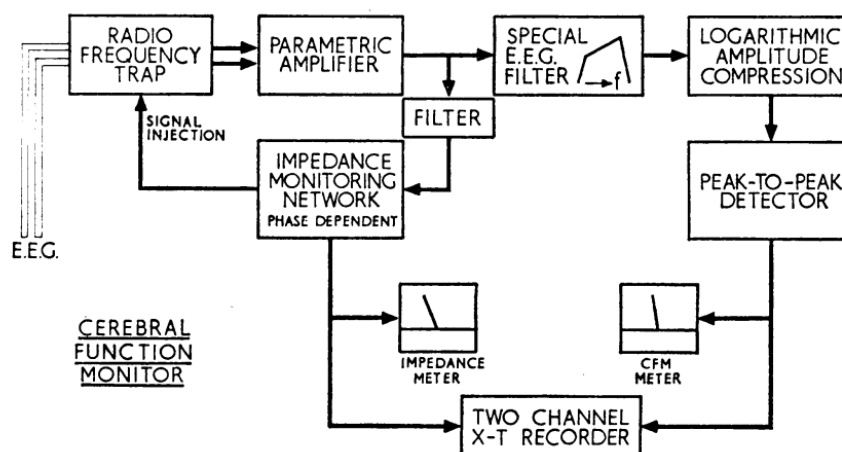 RADIO
FREQUENCY
TRAP
PARAMETRIC
AMPLIFIER
SPECIAL
E.E.G.
FILTER
f
LOGARITHMIC
AMPLITUDE
COMPRESSION
SIGNAL
INJECTION
FILTER
IMPEDANCE
MONITORING
NETWORK
PHASE DEPENDENT
PEAK-TO-PEAK
DETECTOR
E.E.G.
CEREBRAL
FUNCTION
MONITOR
IMPEDANCE
METER
CFM
METER
TWO CHANNEL
X-T RECORDER